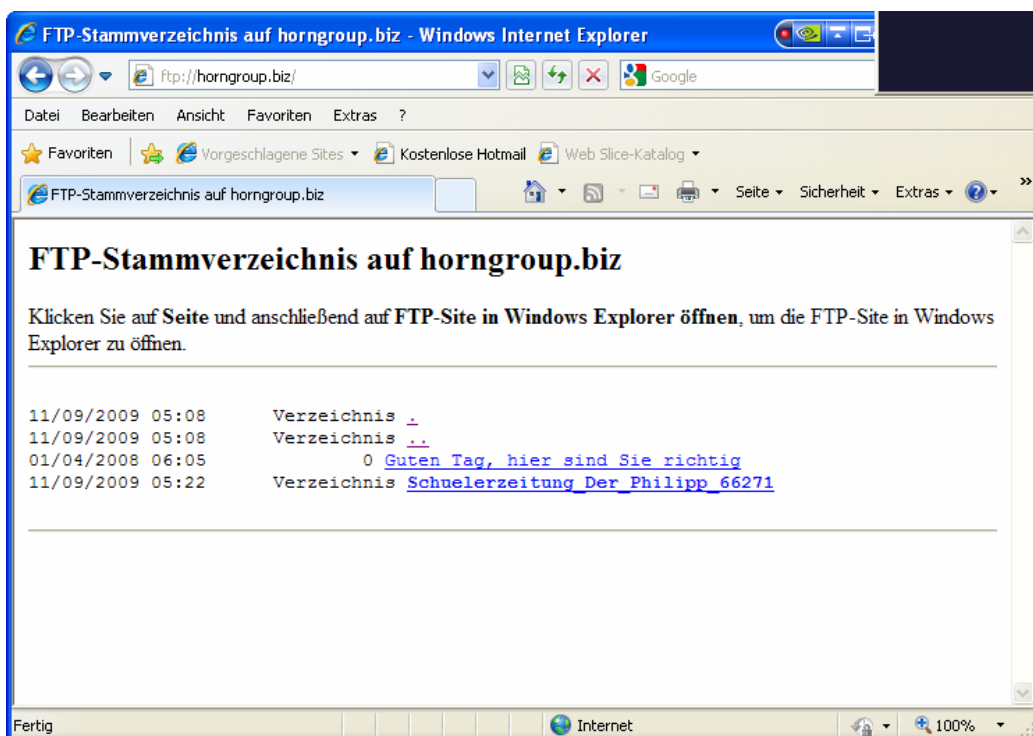 FTP-Stammverzeichnis auf horngroup.biz - Windows Internet Explorer
ftp://horngroup.biz/ Google
Datei Bearbeiten Ansicht Favoriten Extras ?
Favoriten Vorgeschlagene Sites Kostenlose Hotmail Web Slice-Katalog
FTP-Stammverzeichnis auf horngroup.biz Seite Sicherheit Extras »
FTP-Stammverzeichnis auf horngroup.biz
Klicken Sie auf Seite und anschließend auf FTP-Site in Windows Explorer öffnen, um die FTP-Site in Windows
Explorer zu öffnen.
11/09/2009 05:08 Verzeichnis .
11/09/2009 05:08 Verzeichnis ..
01/04/2008 06:05 0 Guten Tag, hier sind Sie richtig
11/09/2009 05:22 Verzeichnis Schuelerzeitung_Der_Philipp_66271
Fertig Internet 100%